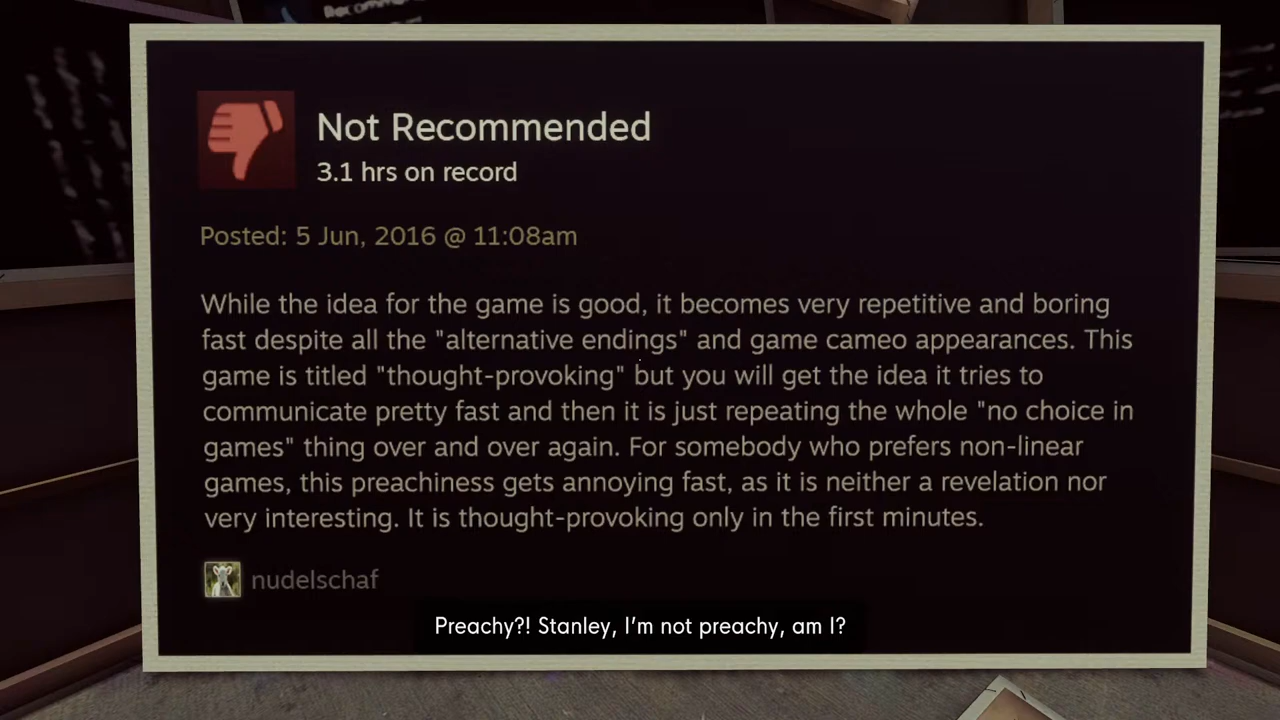 Not Recommended
3.1 hrs on record
Posted: 5 Jun, 2016 @ 11:08am
While the idea for the game is good, it becomes very repetitive and boring
fast despite all the "alternative endings" and game cameo appearances. This
game is titled "thought-provoking" but you will get the idea it tries to
communicate pretty fast and then it is just repeating the whole "no choice in
games" thing over and over again. For somebody who prefers non-linear
games, this preachiness gets annoying fast, as it is neither a revelation nor
very interesting. It is thought-provoking only in the first minutes.
nudelschaf
Preachy?! Stanley, I'm not preachy, am I?